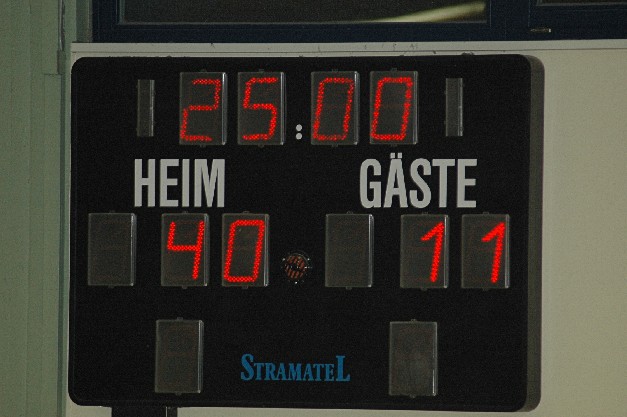 25:00
HEIM GÄSTE
40 11
STRAMATEL